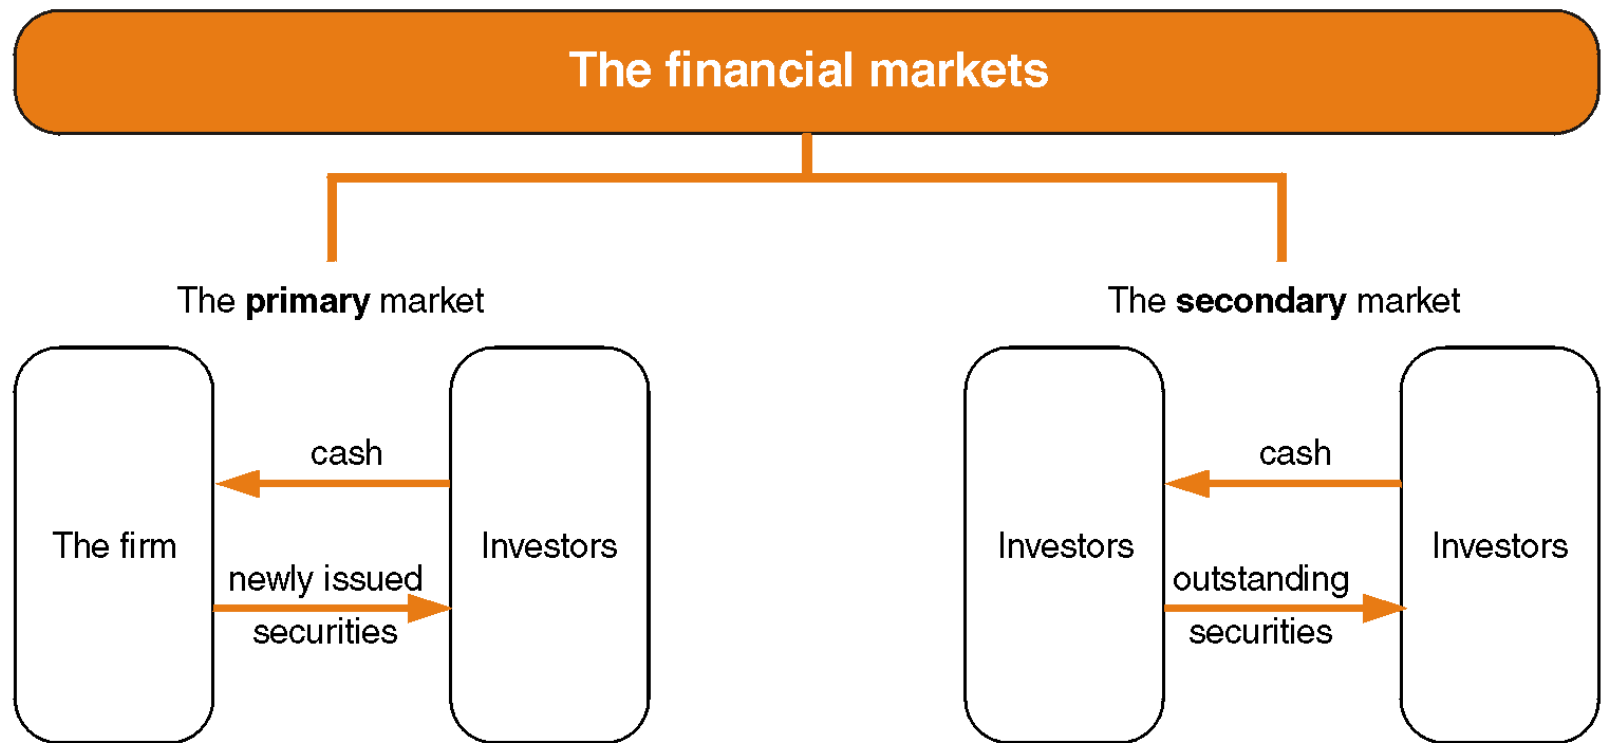 The financial markets
The primary market
The secondary market
cash
The firm
newly issued
securities
Investors
cash
Investors
outstanding
securities
Investors